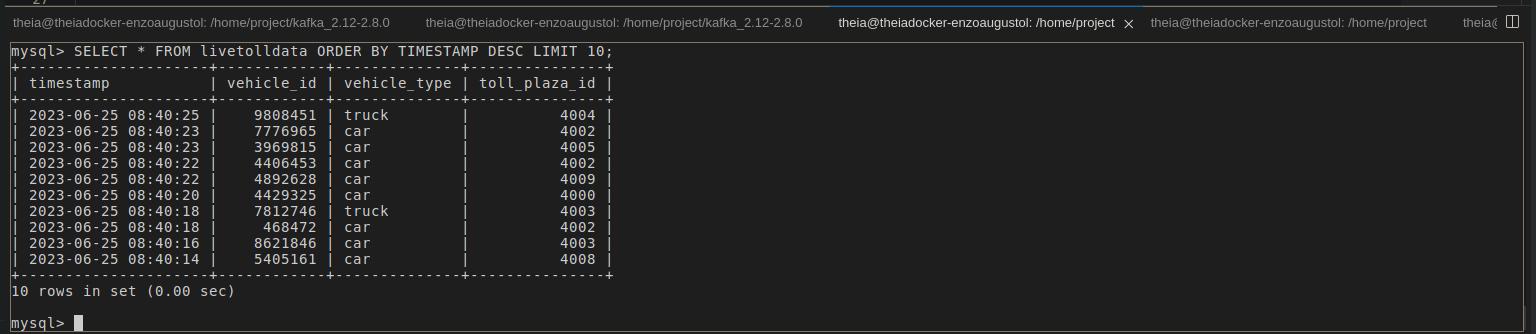 27
theia@theiadocker-enzoaugustol: /home/project/kafka_2.12-2.8.0 theia@theiadocker-enzoaugustol: /home/project/kafka_2.12-2.8.0 theia@theiadocker-enzoaugustol: /home/project theia@theiadocker-enzoaugustol: /home/project theia@
mysql> SELECT * FROM livetolldata ORDER BY TIMESTAMP DESC LIMIT 10;
+---------------------+------------+--------------+---------------+
| timestamp           | vehicle_id | vehicle_type | toll_plaza_id |
+---------------------+------------+--------------+---------------+
| 2023-06-25 08:40:25 |    9808451 | truck        |          4004 |
| 2023-06-25 08:40:23 |    7776965 | car          |          4002 |
| 2023-06-25 08:40:23 |    3969815 | car          |          4005 |
| 2023-06-25 08:40:22 |    4406453 | car          |          4002 |
| 2023-06-25 08:40:22 |    4892628 | car          |          4009 |
| 2023-06-25 08:40:20 |    4429325 | car          |          4000 |
| 2023-06-25 08:40:18 |    7812746 | truck        |          4003 |
| 2023-06-25 08:40:18 |     468472 | car          |          4002 |
| 2023-06-25 08:40:16 |    8621846 | car          |          4003 |
| 2023-06-25 08:40:14 |    5405161 | car          |          4008 |
+---------------------+------------+--------------+---------------+
10 rows in set (0.00 sec)
mysql>